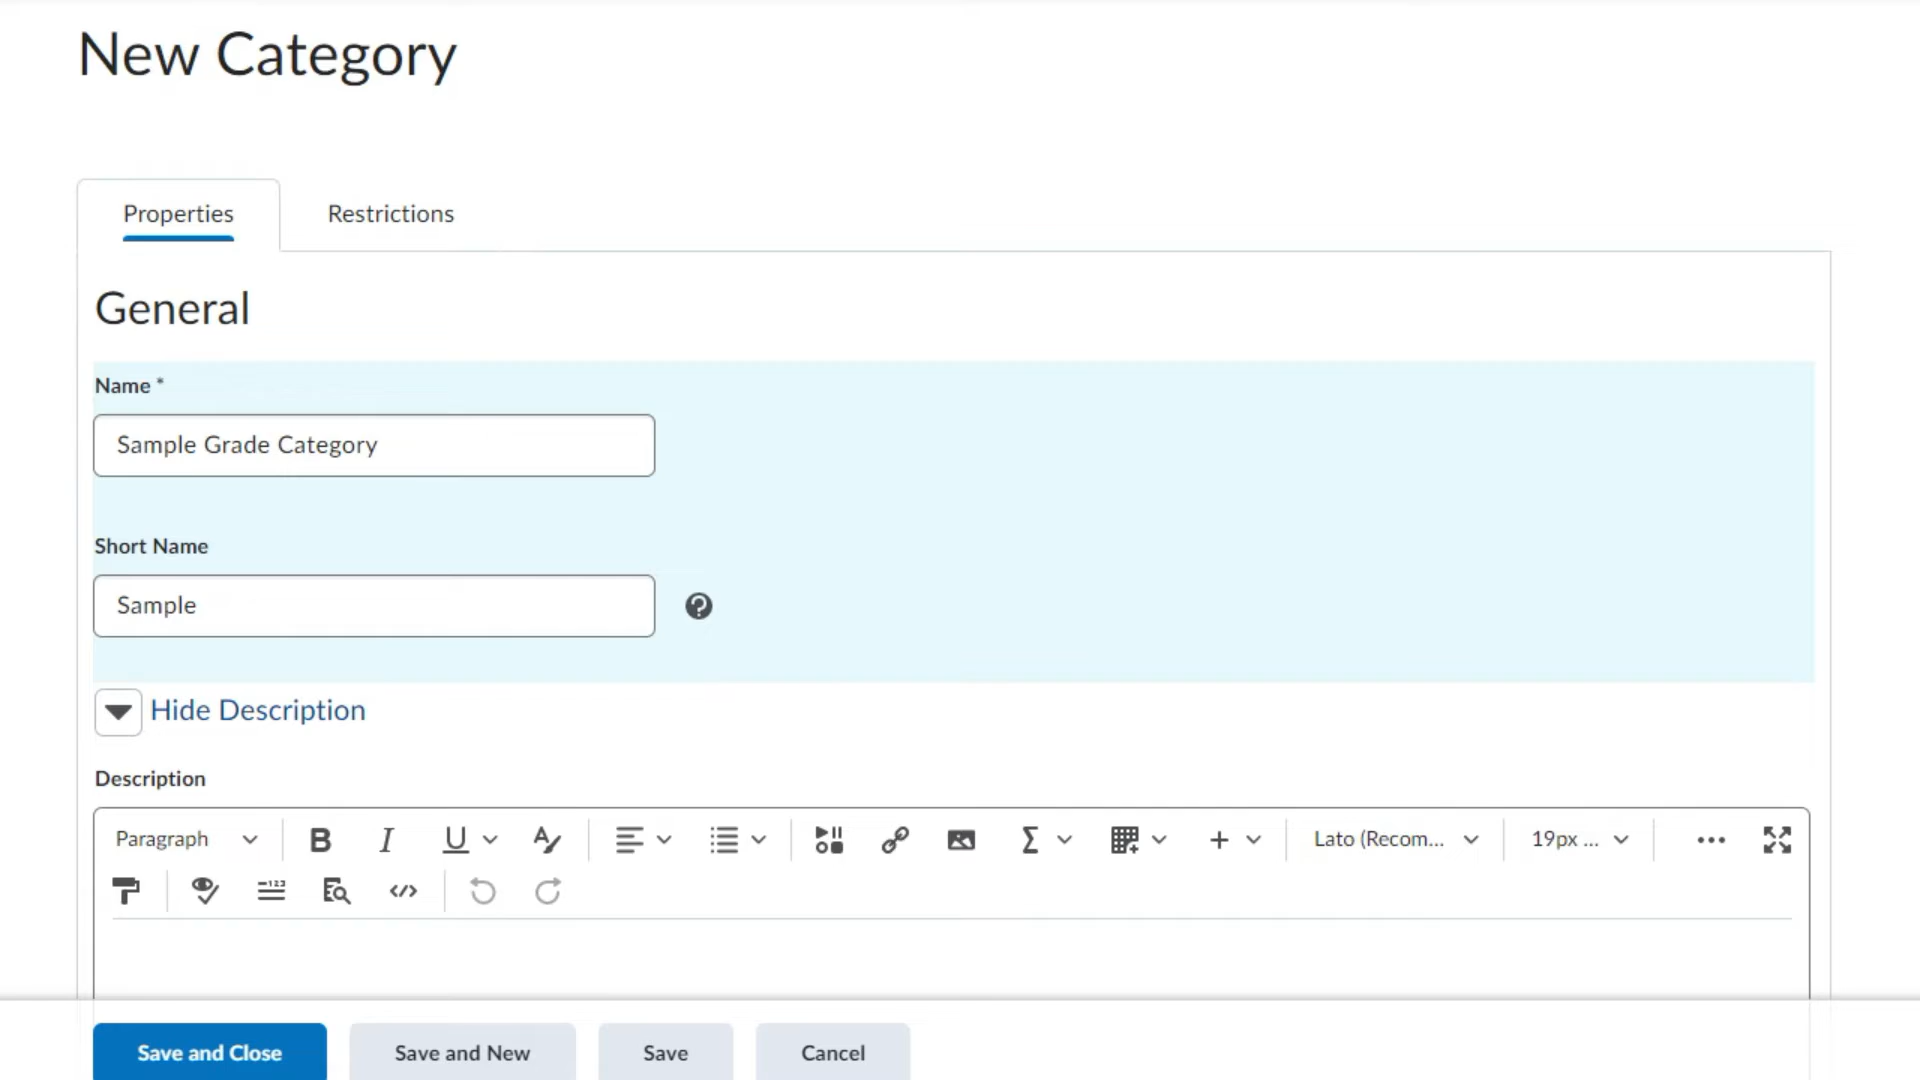 New Category
Properties Restrictions
General
Name *
Sample Grade Category
Short Name
Sample
Hide Description
Description
Paragraph B I U Lato (Recom... 19px ...
Save and Close Save and New Save Cancel